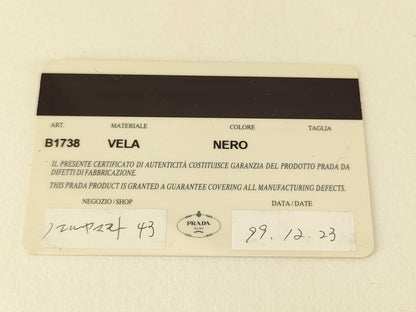 ART. MATERIALE COLORE TAGLIA
B1738 VELA NERO
IL PRESENTE CERTIFICATO DI AUTENTICITÀ COSTITUISCE GARANZIA DEL PRODOTTO PRADA DA
DIFETTI DI FABBRICAZIONE.
THIS PRADA PRODUCT IS GRANTED A GUARANTEE COVERING ALL MANUFACTURING DEFECTS.
NEGOZIO / SHOP DATA / DATE
PRADA
43 99.12.23